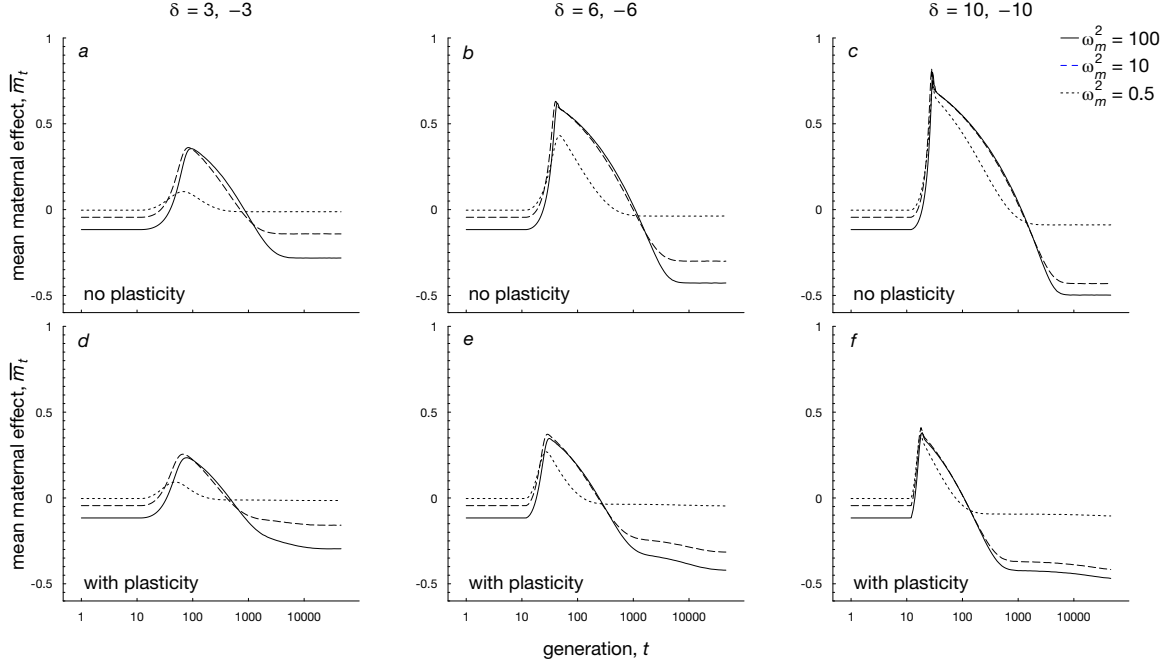 δ = 3, −3
δ = 6, −6
δ = 10, −10
a
b
c
ω²ₘ = 100
ω²ₘ = 10
ω²ₘ = 0.5
mean maternal effect, m̅ₜ
1
0.5
0
-0.5
no plasticity
no plasticity
no plasticity
d
e
f
mean maternal effect, m̅ₜ
1
0.5
0
-0.5
with plasticity
with plasticity
with plasticity
1 10 100 1000 10000
1 10 100 1000 10000
1 10 100 1000 10000
generation, t